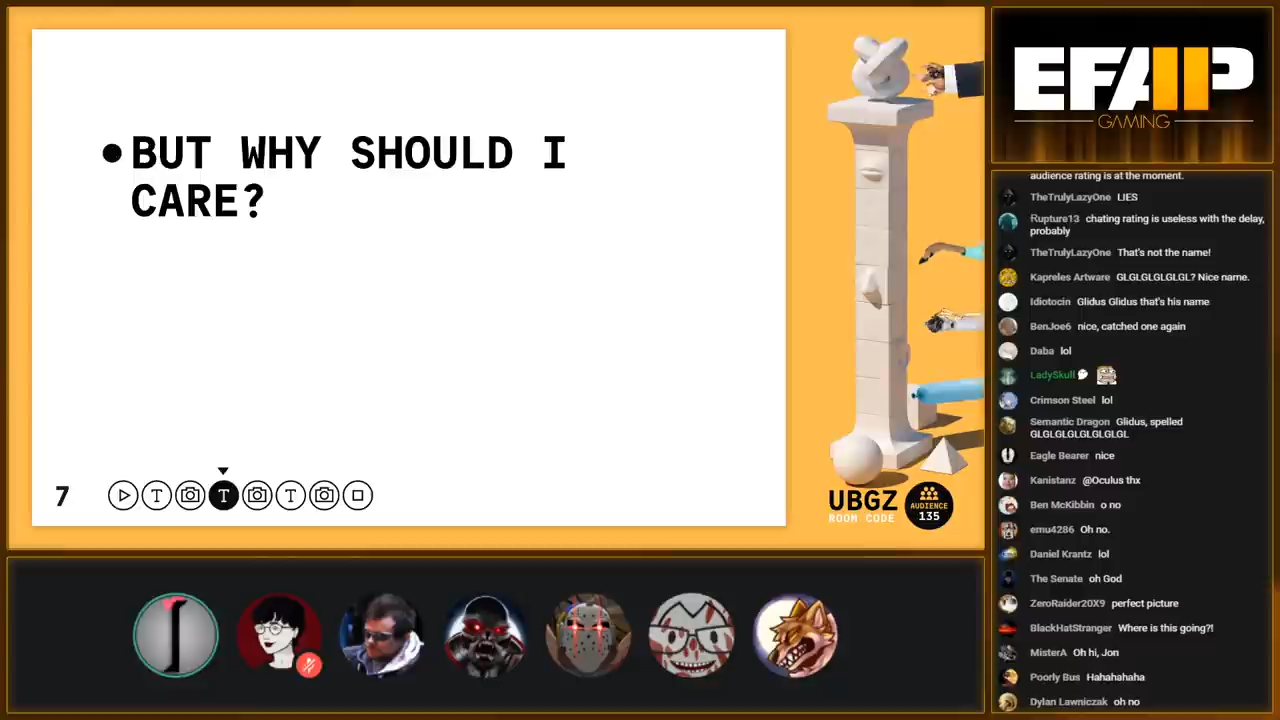 •BUT WHY SHOULD I
CARE?
7
T
T
T
UBGZ
ROOM CODE
AUDIENCE
135
EFAP
GAMING
audience rating is at the moment.
TheTrulyLazyOne LIES
Rupture13 chating rating is useless with the delay,
probably
TheTrulyLazyOne That's not the name!
Kapreles Artware GLGLGLGLGLGL? Nice name.
Idiotocin Glidus Glidus that's his name
BenJoe6 nice, catched one again
Daba lol
LadySkull
Crimson Steel lol
Semantic Dragon Glidus, spelled
GLGLGLGLGLGLGLGL
Eagle Bearer nice
Kanistanz @Oculus thx
Ben McKibbin o no
emu4286 Oh no.
Daniel Krantz lol
The Senate oh God
ZeroRaider20X9 perfect picture
BlackHatStranger Where is this going?!
MisterA Oh hi, Jon
Poorly Bus Hahahahaha
Dylan Lawniczak oh no